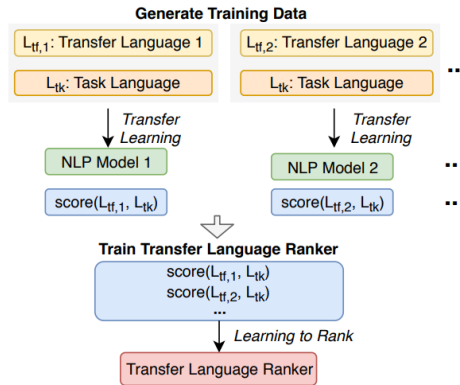 Generate Training Data
L_tf,1: Transfer Language 1
L_tf,2: Transfer Language 2
L_tk: Task Language
L_tk: Task Language
..
Transfer
Learning
Transfer
Learning
NLP Model 1
NLP Model 2
..
score(L_tf,1, L_tk)
score(L_tf,2, L_tk)
..
Train Transfer Language Ranker
score(L_tf,1, L_tk)
score(L_tf,2, L_tk)
...
Learning to Rank
Transfer Language Ranker